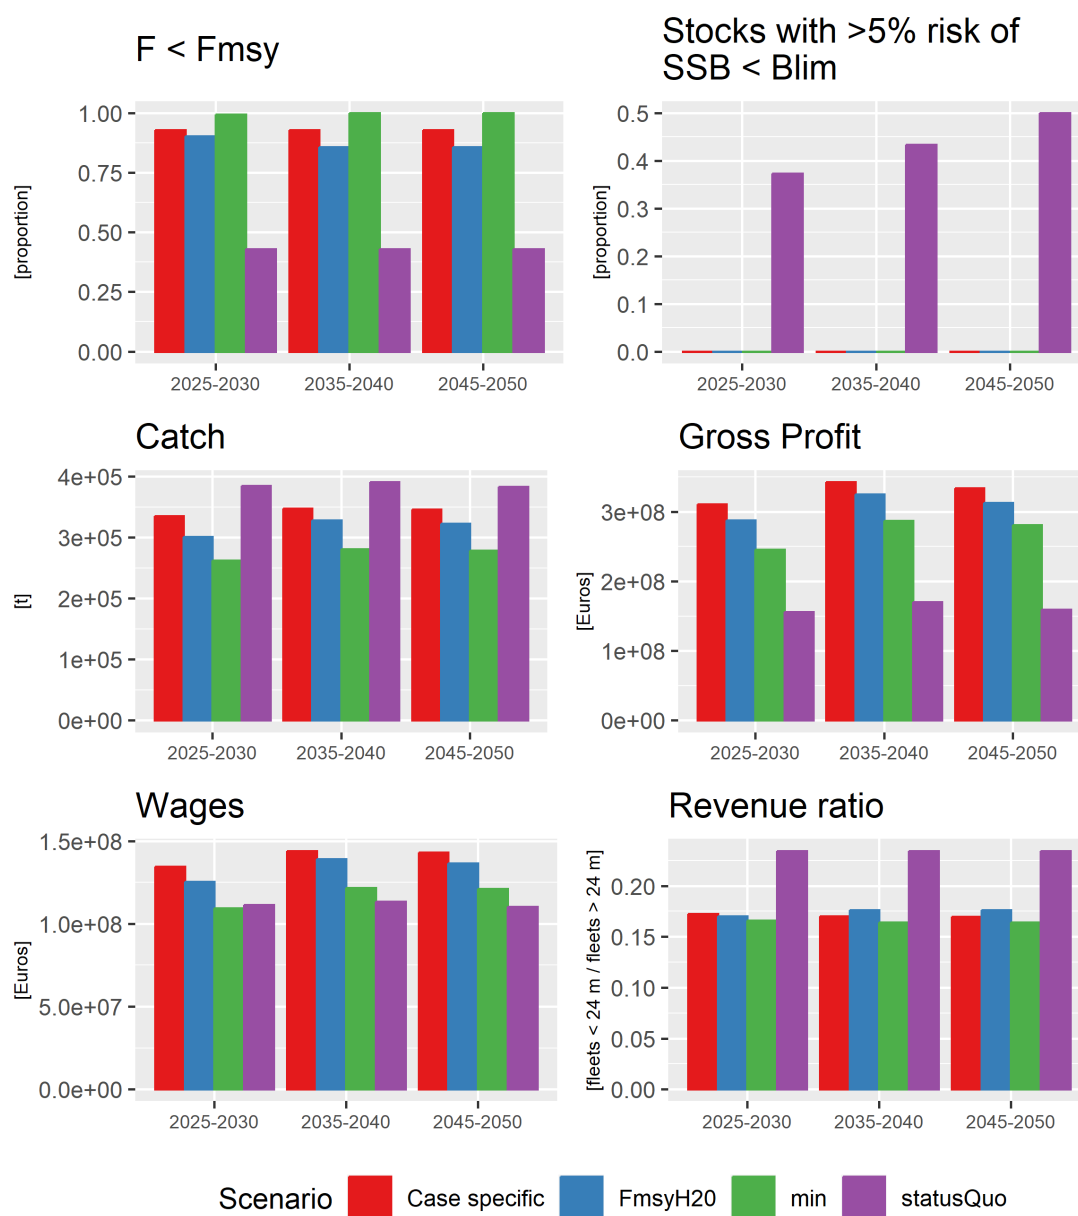 F < Fmsy
1.00
0.75
0.50
0.25
0.00
[proportion]
2025-2030 2035-2040 2045-2050
Stocks with >5% risk of
SSB < Blim
0.5
0.4
0.3
0.2
0.1
0.0
[proportion]
2025-2030 2035-2040 2045-2050
Catch
4e+05
3e+05
2e+05
1e+05
0e+00
[t]
2025-2030 2035-2040 2045-2050
Gross Profit
3e+08
2e+08
1e+08
0e+00
[Euros]
2025-2030 2035-2040 2045-2050
Wages
1.5e+08
1.0e+08
5.0e+07
0.0e+00
[Euros]
2025-2030 2035-2040 2045-2050
Revenue ratio
0.20
0.15
0.10
0.05
0.00
[fleets < 24 m / fleets > 24 m]
2025-2030 2035-2040 2045-2050
Scenario Case specific FmsyH20 min statusQuo